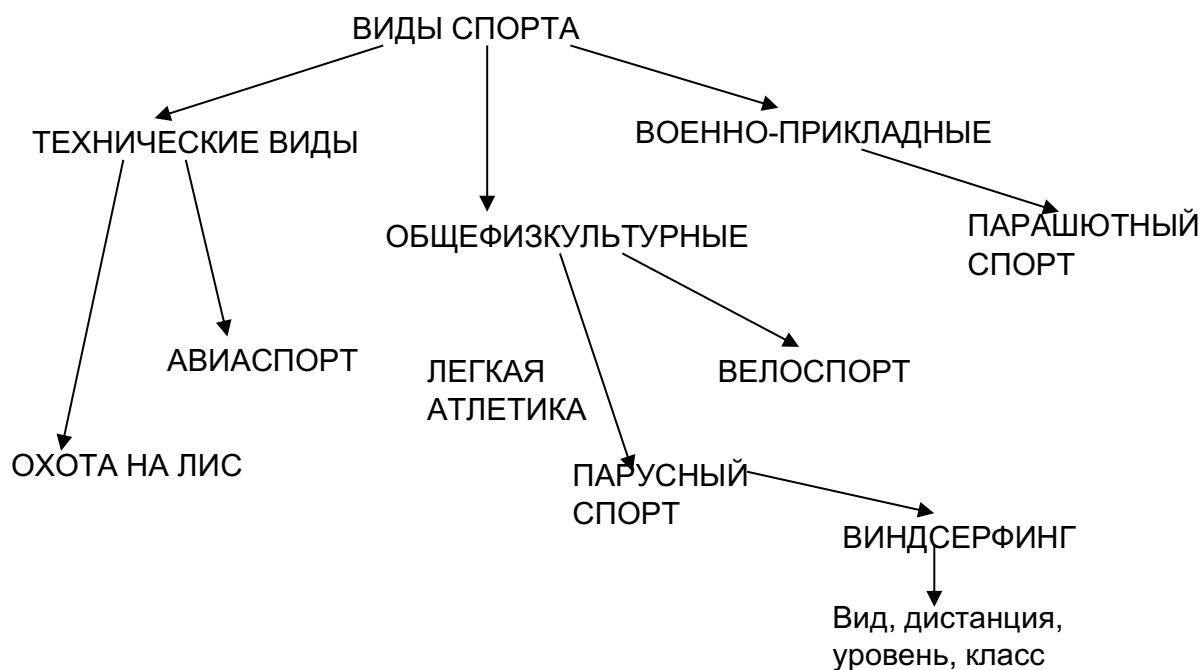 ВИДЫ СПОРТА
ТЕХНИЧЕСКИЕ ВИДЫ
ВОЕННО-ПРИКЛАДНЫЕ
ОБЩЕФИЗКУЛЬТУРНЫЕ
ПАРАШЮТНЫЙ
СПОРТ
АВИАСПОРТ
ЛЕГКАЯ
АТЛЕТИКА
ВЕЛОСПОРТ
ОХОТА НА ЛИС
ПАРУСНЫЙ
СПОРТ
ВИНДСЕРФИНГ
Вид, дистанция,
уровень, класс